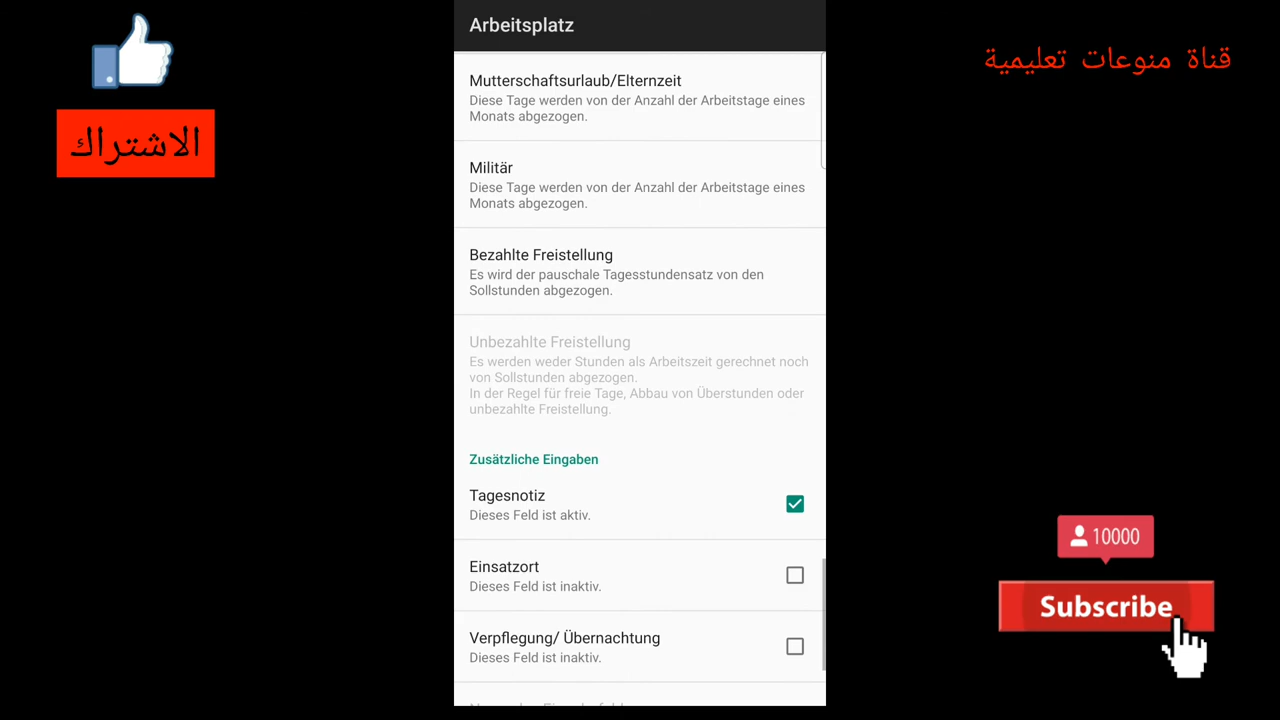 Arbeitsplatz
Mutterschaftsurlaub/Elternzeit
Diese Tage werden von der Anzahl der Arbeitstage eines
Monats abgezogen.
Militär
Diese Tage werden von der Anzahl der Arbeitstage eines
Monats abgezogen.
Bezahlte Freistellung
Es wird der pauschale Tagesstundensatz von den
Sollstunden abgezogen.
Unbezahlte Freistellung
Es werden weder Stunden als Arbeitszeit gerechnet noch
von Sollstunden abgezogen.
In der Regel für freie Tage, Abbau von Überstunden oder
unbezahlte Freistellung.
Zusätzliche Eingaben
Tagesnotiz
Dieses Feld ist aktiv.
Einsatzort
Dieses Feld ist inaktiv.
Verpflegung/ Übernachtung
Dieses Feld ist inaktiv.
الاشتراك
قناة منوعات تعليمية
10000
Subscribe